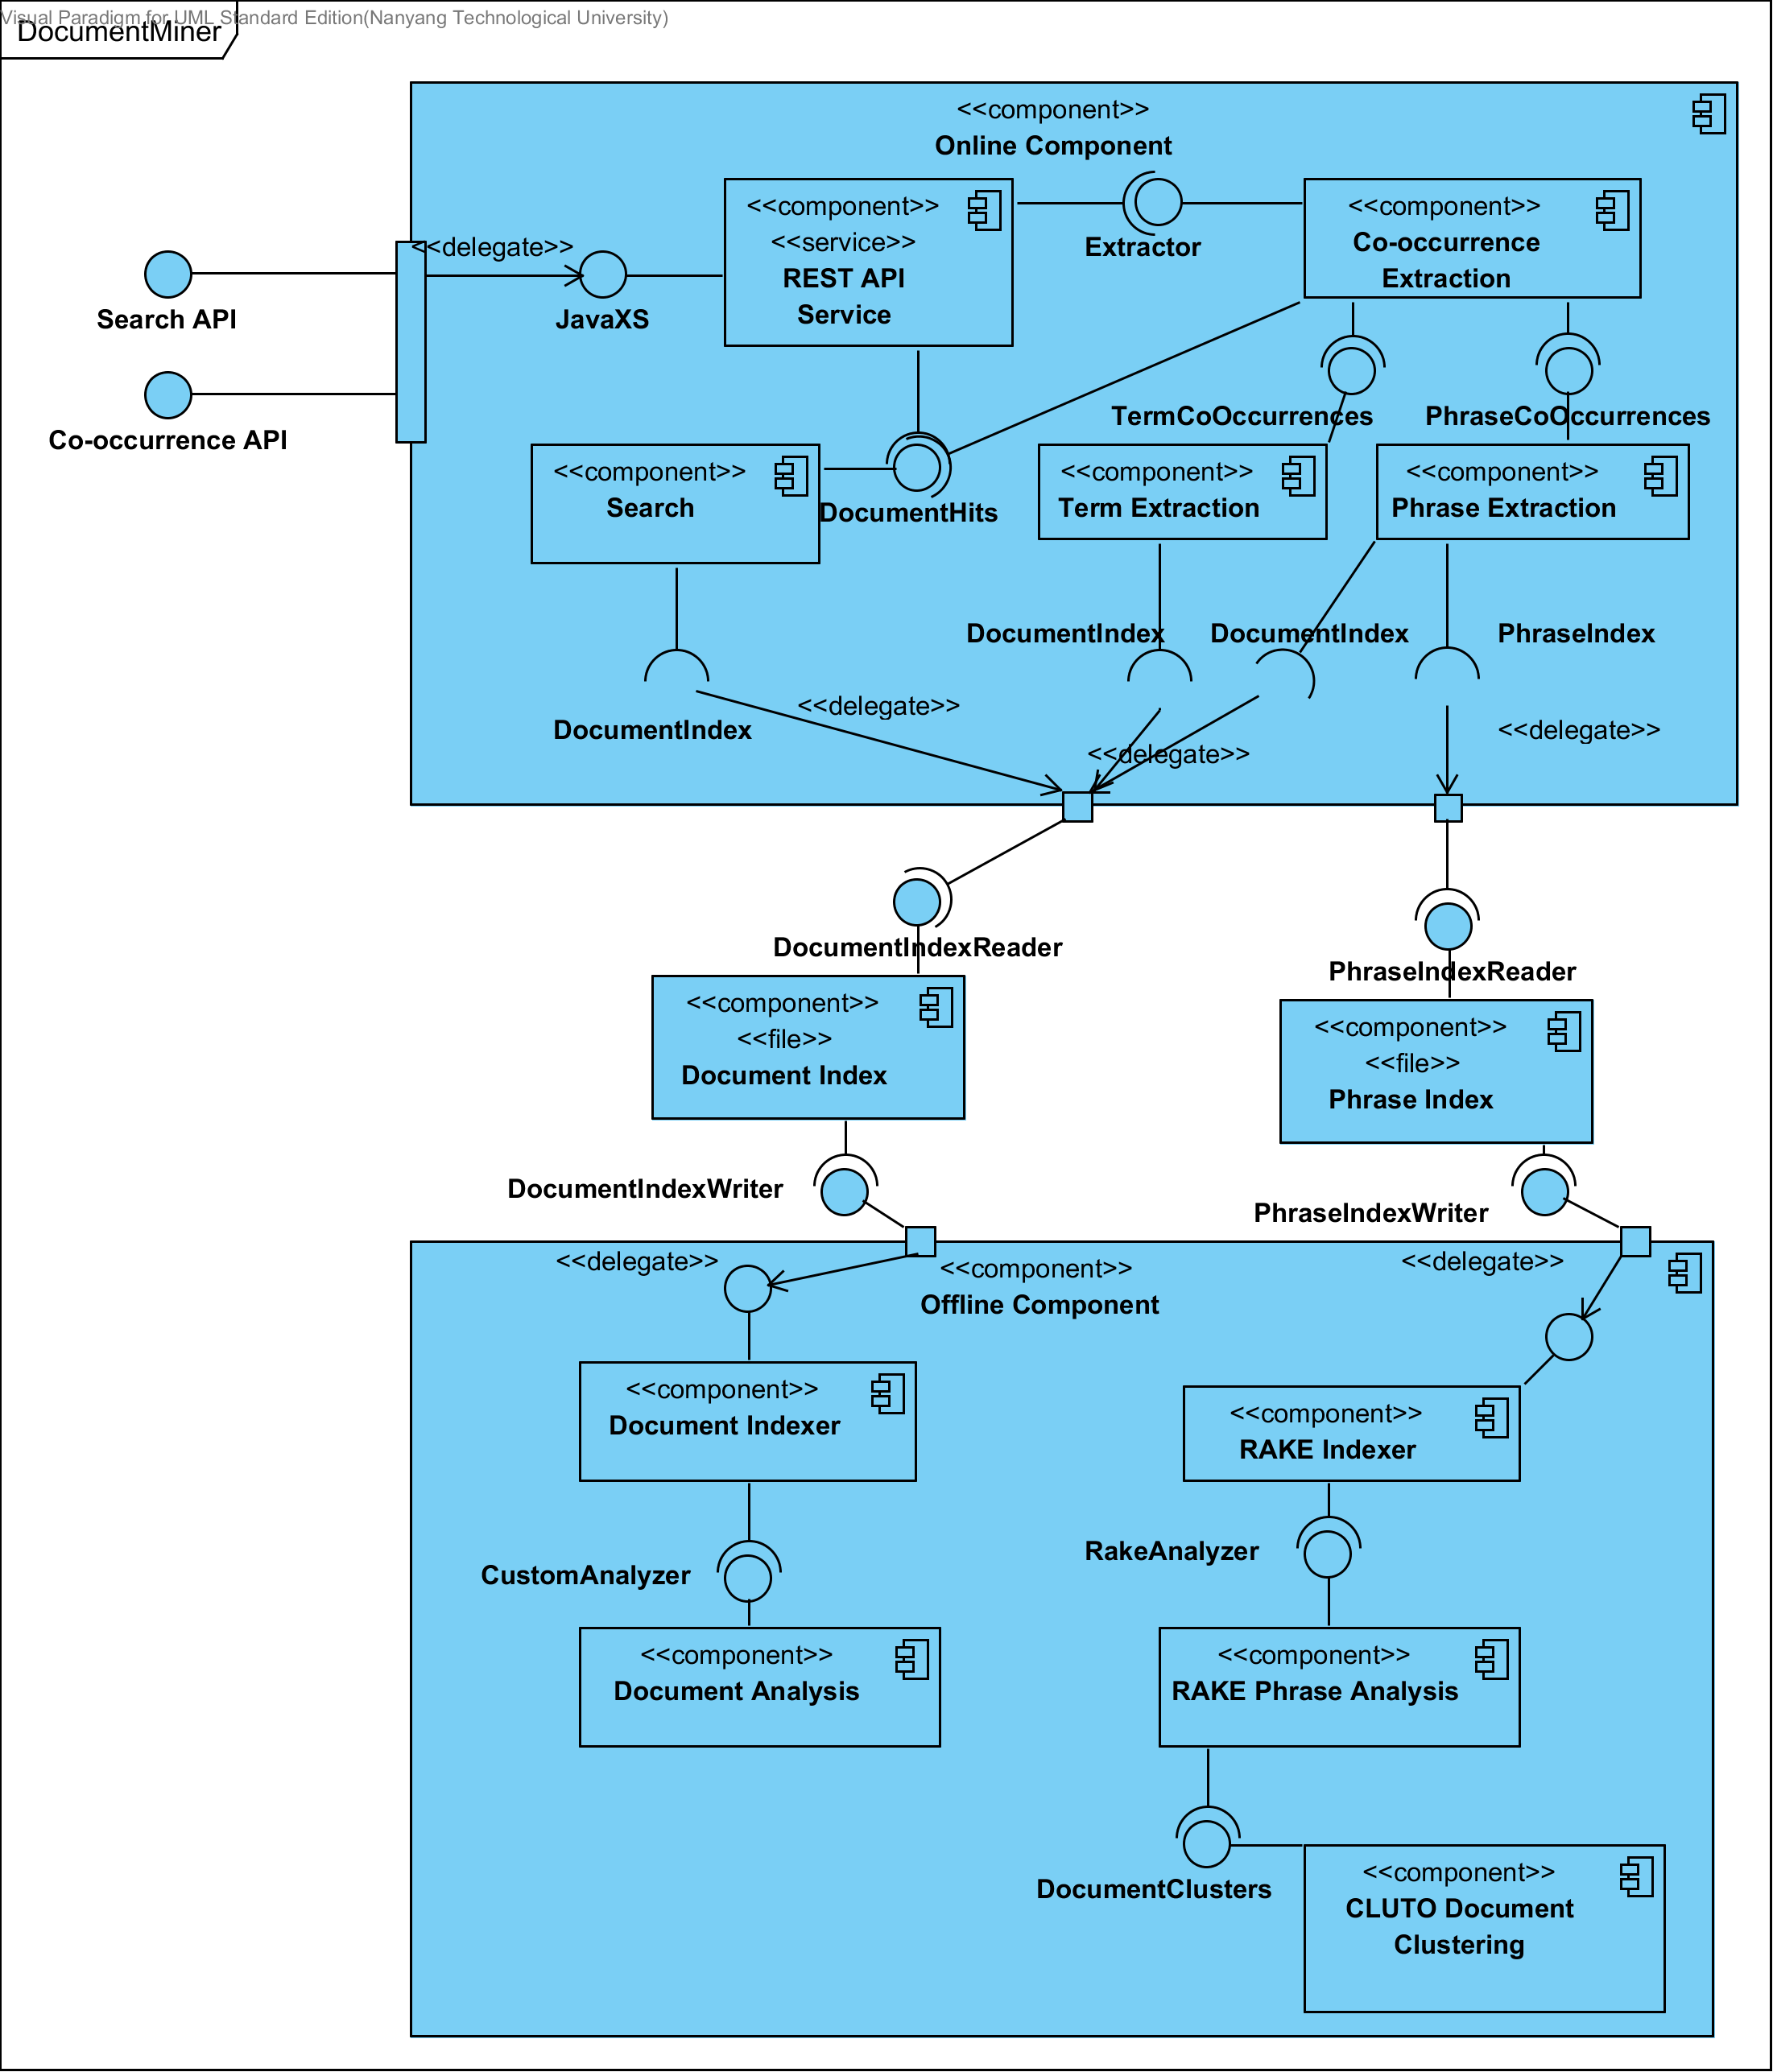 Visual Paradigm for UML Standard Edition(Nanyang Technological University)
DocumentMiner
<<component>>
Online Component
<<component>>
<<service>>
REST API
Service
Extractor
<<component>>
Co-occurrence
Extraction
<<delegate>>
Search API
JavaXS
Co-occurrence API
TermCoOccurrences
PhraseCoOccurrences
<<component>>
Search
DocumentHits
<<component>>
Term Extraction
<<component>>
Phrase Extraction
DocumentIndex
DocumentIndex
PhraseIndex
<<delegate>>
DocumentIndex
<<delegate>>
<<delegate>>
DocumentIndexReader
PhraseIndexReader
<<component>>
<<file>>
Document Index
<<component>>
<<file>>
Phrase Index
DocumentIndexWriter
PhraseIndexWriter
<<delegate>>
<<component>>
Offline Component
<<delegate>>
<<component>>
Document Indexer
<<component>>
RAKE Indexer
CustomAnalyzer
RakeAnalyzer
<<component>>
Document Analysis
<<component>>
RAKE Phrase Analysis
DocumentClusters
<<component>>
CLUTO Document
Clustering